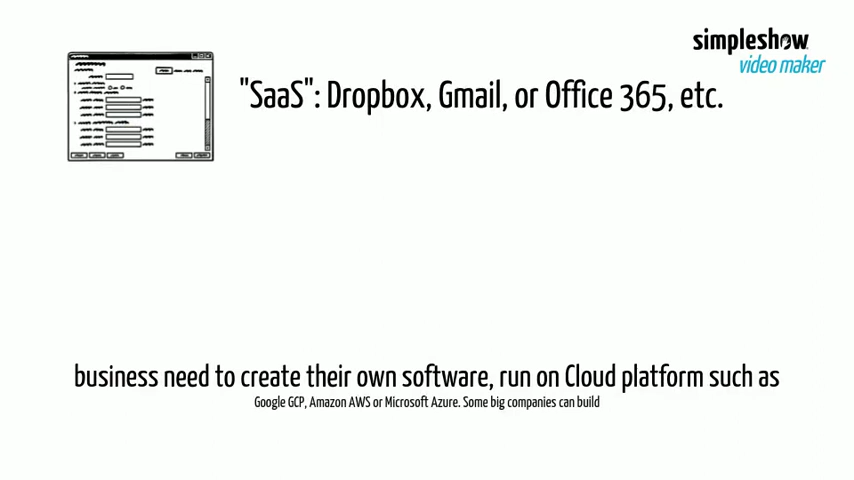 simpleshow
video maker
"SaaS": Dropbox, Gmail, or Office 365, etc.
business need to create their own software, run on Cloud platform such as
Google GCP, Amazon AWS or Microsoft Azure. Some big companies can build